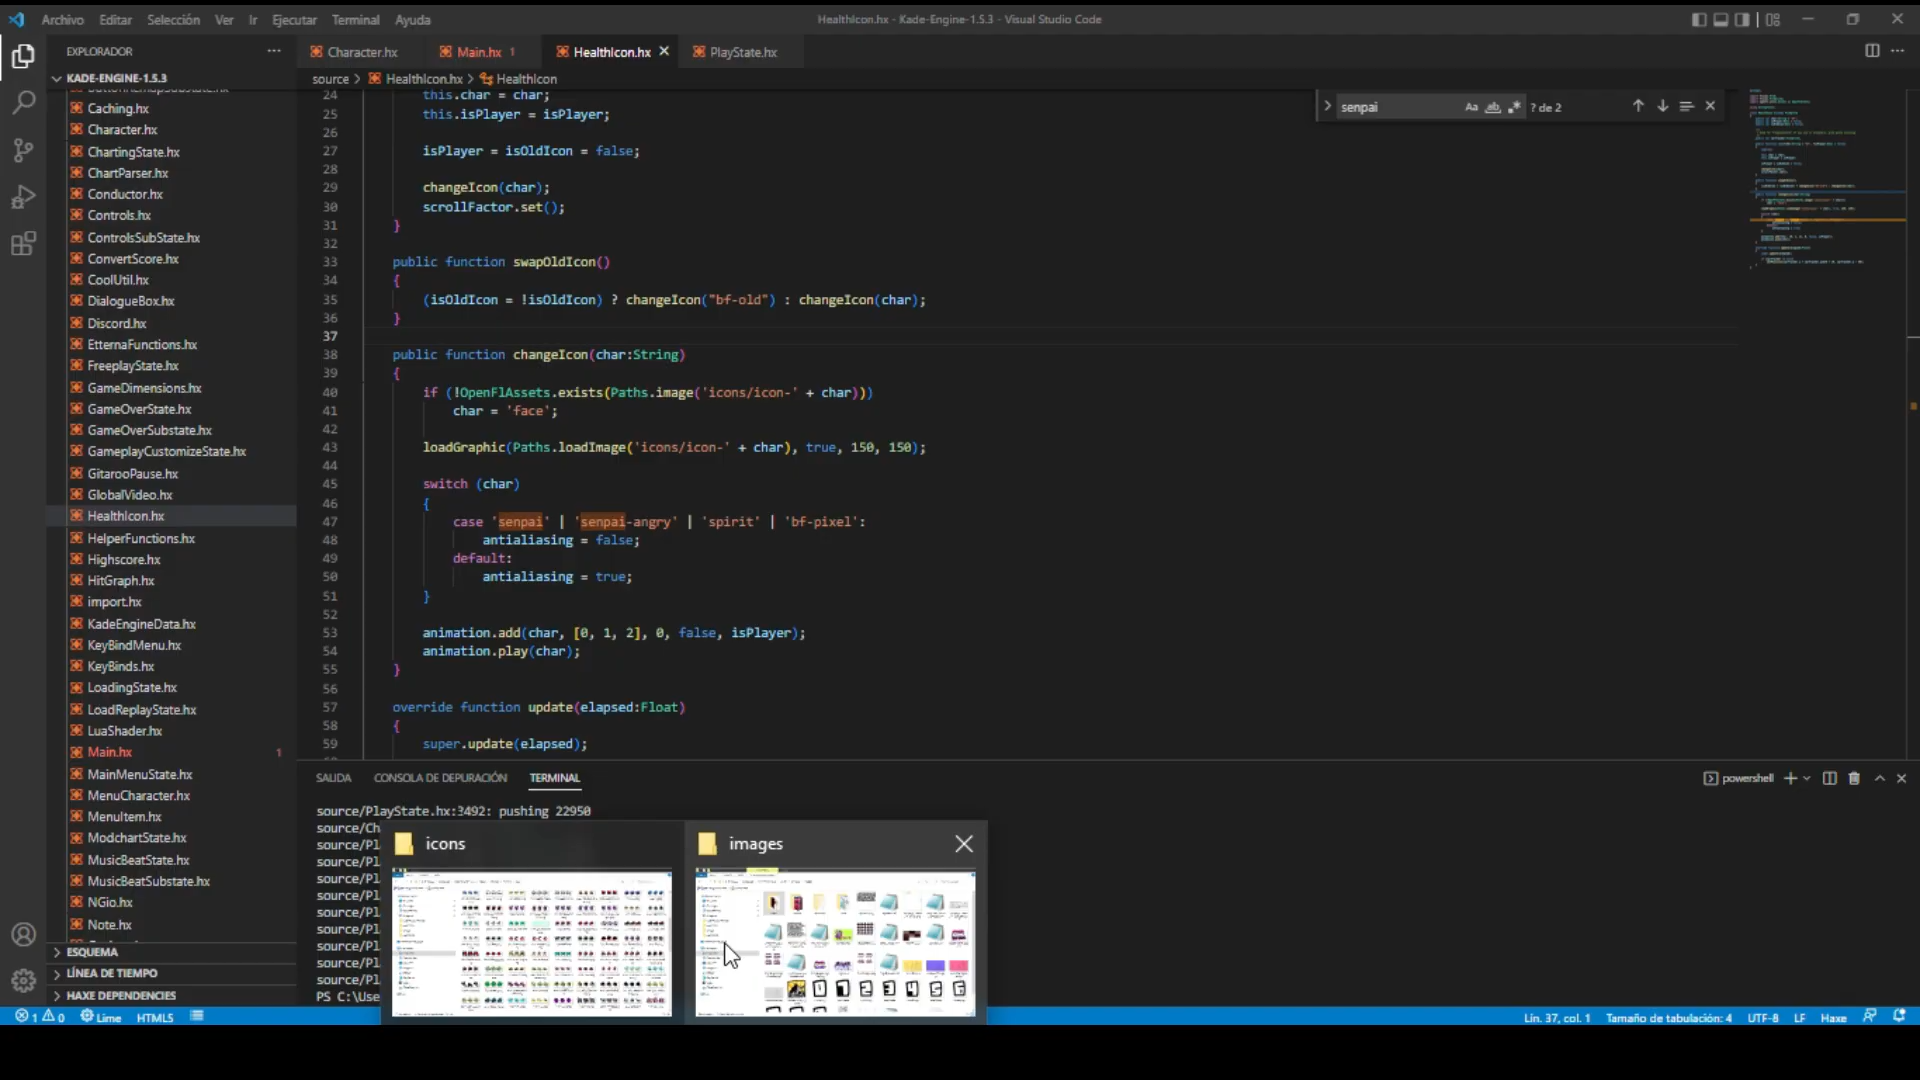 Archivo Editar Selección Ver Ir Ejecutar Terminal Ayuda
HealthIcon.hx - Kade-Engine-1.5.3 - Visual Studio Code
EXPLORADOR
Character.hx
Main.hx 1
HealthIcon.hx
PlayState.hx
KADE-ENGINE-1.5.3
source > HealthIcon.hx > HealthIcon
Caching.hx
Character.hx
ChartingState.hx
ChartParser.hx
Conductor.hx
Controls.hx
ControlsSubState.hx
ConvertScore.hx
CoolUtil.hx
DialogueBox.hx
Discord.hx
EtternaFunctions.hx
FreeplayState.hx
GameDimensions.hx
GameOverState.hx
GameOverSubstate.hx
GameplayCustomizeState.hx
GitarooPause.hx
GlobalVideo.hx
HealthIcon.hx
HelperFunctions.hx
Highscore.hx
HitGraph.hx
import.hx
KadeEngineData.hx
KeyBindMenu.hx
KeyBinds.hx
LoadingState.hx
LoadReplayState.hx
LuaShader.hx
Main.hx 1
MainMenuState.hx
MenuCharacter.hx
MenuItem.hx
ModchartState.hx
MusicBeatState.hx
MusicBeatSubstate.hx
NGio.hx
Note.hx
ESQUEMA
LÍNEA DE TIEMPO
HAXE DEPENDENCIES
senpai Aa ab ? de 2
24 this.char = char;
25 this.isPlayer = isPlayer;
26
27 isPlayer = isOldIcon = false;
28
29 changeIcon(char);
30 scrollFactor.set();
31 }
32
33 public function swapOldIcon()
34 {
35 (isOldIcon = !isOldIcon) ? changeIcon("bf-old") : changeIcon(char);
36 }
37
38 public function changeIcon(char:String)
39 {
40 if (!OpenFlAssets.exists(Paths.image('icons/icon-' + char)))
41 char = 'face';
42
43 loadGraphic(Paths.loadImage('icons/icon-' + char), true, 150, 150);
44
45 switch (char)
46 {
47 case 'senpai' | 'senpai-angry' | 'spirit' | 'bf-pixel':
48 antialiasing = false;
49 default:
50 antialiasing = true;
51 }
52
53 animation.add(char, [0, 1, 2], 0, false, isPlayer);
54 animation.play(char);
55 }
56
57 override function update(elapsed:Float)
58 {
59 super.update(elapsed);
SALIDA CONSOLA DE DEPURACIÓN TERMINAL
powershell
source/PlayState.hx:3492: pushing 22950
source/Ch
source/Pl
source/Pl
source/Pl
source/Pl
source/Pl
source/Pl
source/Pl
source/Pl
source/Pl
source/Pl
PS C:\Use
icons
images
1 0 Lime HTML5
Lín. 37, col. 1 Tamaño de tabulación: 4 UTF-8 LF Haxe